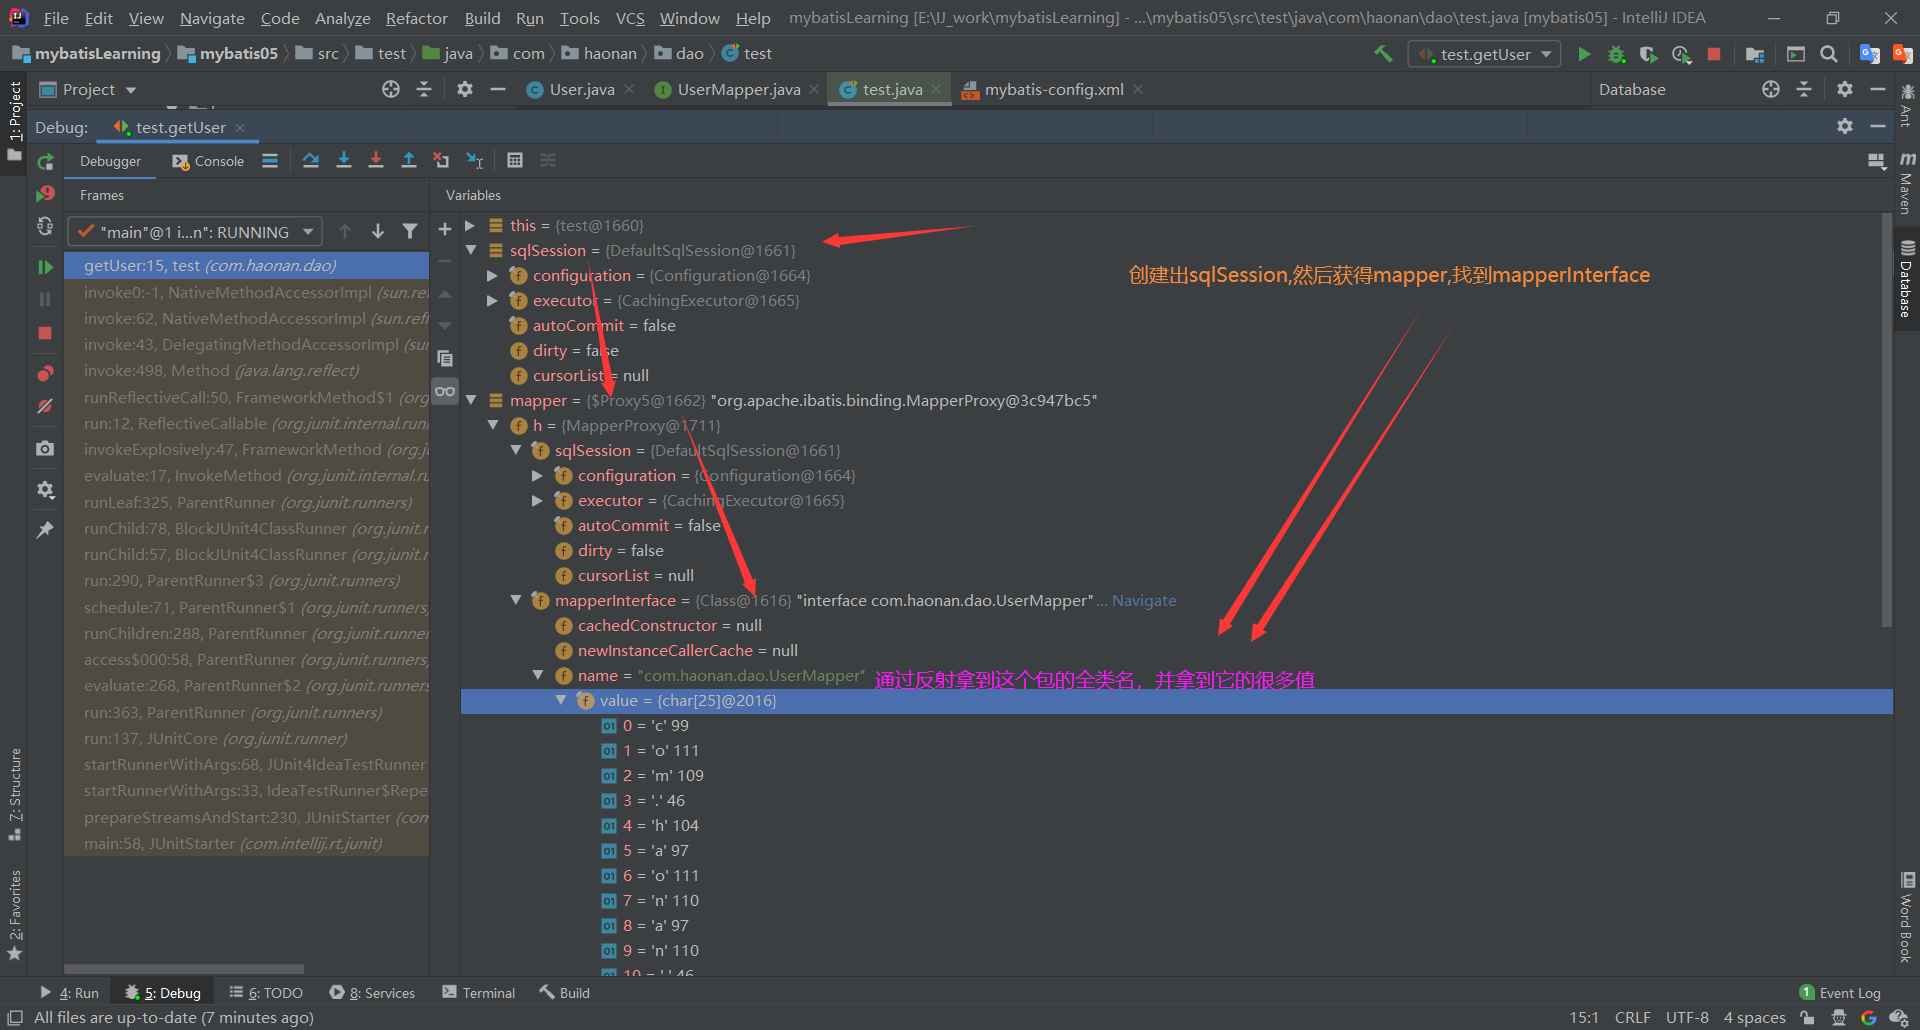 File Edit View Navigate Code Analyze Refactor Build Run Tools VCS Window Help mybatisLearning [E:\IJ_work\mybatisLearning] - ...\mybatis05\src\test\java\com\haonan\dao\test.java [mybatis05] - IntelliJ IDEA
mybatisLearning mybatis05 src test java com haonan dao test test.getUser
1: Project
Project User.java UserMapper.java test.java mybatis-config.xml Database
Ant
Debug: test.getUser
Debugger Console
Maven
Frames Variables
"main"@1 i...n": RUNNING
Database
getUser:15, test (com.haonan.dao)
invoke0:-1, NativeMethodAccessorImpl (sun.ref
invoke:62, NativeMethodAccessorImpl (sun.refl
invoke:43, DelegatingMethodAccessorImpl (sun
invoke:498, Method (java.lang.reflect)
runReflectiveCall:50, FrameworkMethod$1 (org
run:12, ReflectiveCallable (org.junit.internal.run
invokeExplosively:47, FrameworkMethod (org.j
evaluate:17, InvokeMethod (org.junit.internal.ru
runLeaf:325, ParentRunner (org.junit.runners)
runChild:78, BlockJUnit4ClassRunner (org.junit.r
runChild:57, BlockJUnit4ClassRunner (org.junit.r
run:290, ParentRunner$3 (org.junit.runners)
schedule:71, ParentRunner$1 (org.junit.runners
runChildren:288, ParentRunner (org.junit.runner
access$000:58, ParentRunner (org.junit.runners
evaluate:268, ParentRunner$2 (org.junit.runners
run:363, ParentRunner (org.junit.runners)
run:137, JUnitCore (org.junit.runner)
startRunnerWithArgs:68, JUnit4IdeaTestRunner
startRunnerWithArgs:33, IdeaTestRunner$Repe
prepareStreamsAndStart:230, JUnitStarter (com
main:58, JUnitStarter (com.intellij.rt.junit)
this = {test@1660}
sqlSession = {DefaultSqlSession@1661}
configuration = {Configuration@1664}
创建出sqlSession,然后获得mapper,找到mapperInterface
executor = {CachingExecutor@1665}
autoCommit = false
dirty = false
cursorList = null
mapper = {$Proxy5@1662} "org.apache.ibatis.binding.MapperProxy@3c947bc5"
h = {MapperProxy@1711}
sqlSession = {DefaultSqlSession@1661}
configuration = {Configuration@1664}
executor = {CachingExecutor@1665}
autoCommit = false
dirty = false
cursorList = null
mapperInterface = {Class@1616} "interface com.haonan.dao.UserMapper"... Navigate
cachedConstructor = null
newInstanceCallerCache = null
name = "com.haonan.dao.UserMapper" 通过反射拿到这个包的全类名，并拿到它的很多值
value = {char[25]@2016}
0 = 'c' 99
1 = 'o' 111
2 = 'm' 109
3 = '.' 46
4 = 'h' 104
5 = 'a' 97
6 = 'o' 111
7 = 'n' 110
8 = 'a' 97
9 = 'n' 110
10 = '.' 46
7: Structure
2: Favorites
Word Book
4: Run 5: Debug 6: TODO 8: Services Terminal Build 1 Event Log
All files are up-to-date (7 minutes ago) 15:1 CRLF UTF-8 4 spaces